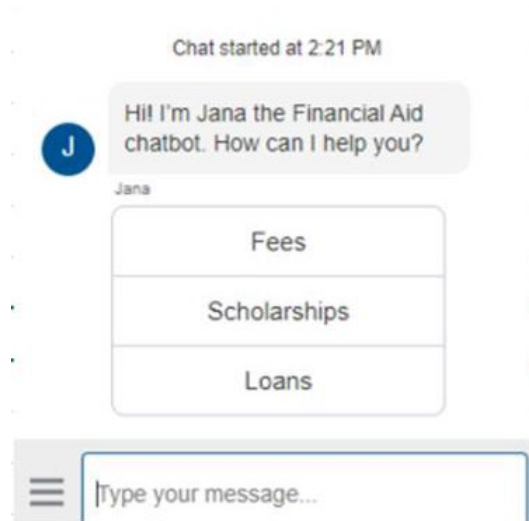 Chat started at 2:21 PM
Hi! I'm Jana the Financial Aid
J
chatbot. How can I help you?
Jana
Fees
Scholarships
Loans
Type your message...